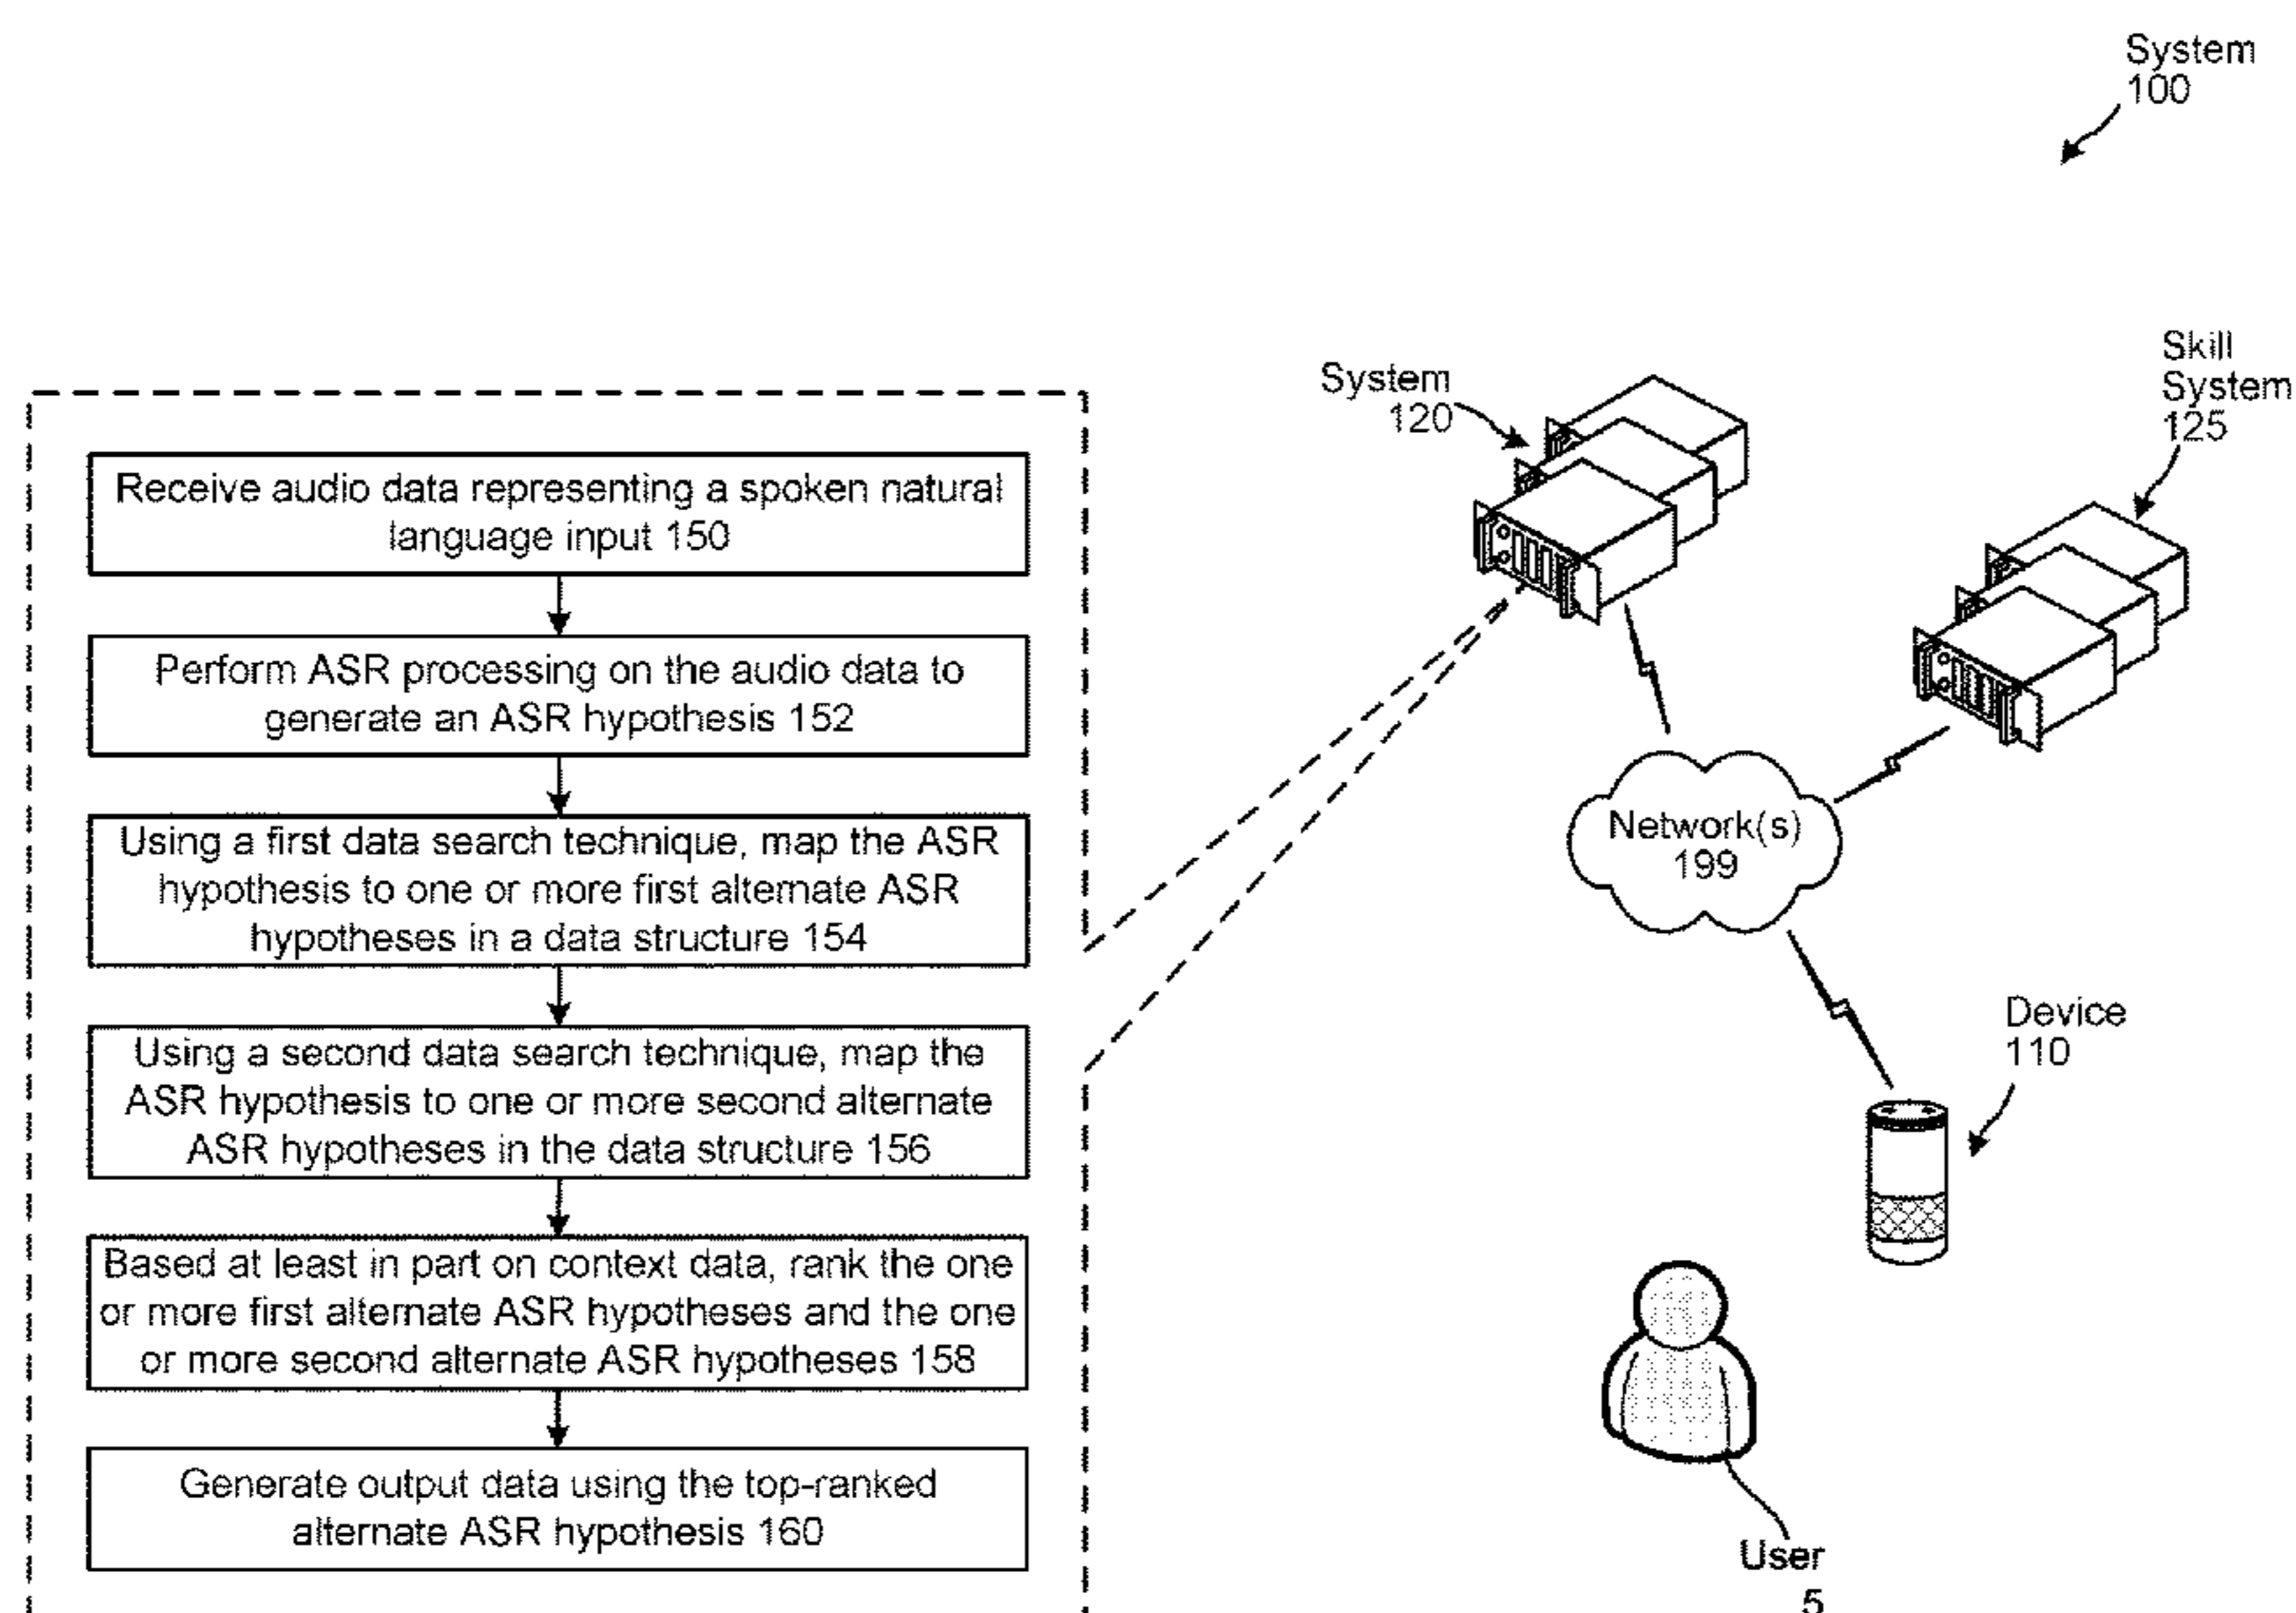 System
100
System
120
Skill
System
125
Receive audio data representing a spoken natural
language input 150
Perform ASR processing on the audio data to
generate an ASR hypothesis 152
Using a first data search technique, map the ASR
hypothesis to one or more first alternate ASR
hypotheses in a data structure 154
Using a second data search technique, map the
ASR hypothesis to one or more second alternate
ASR hypotheses in the data structure 156
Based at least in part on context data, rank the one
or more first alternate ASR hypotheses and the one
or more second alternate ASR hypotheses 158
Generate output data using the top-ranked
alternate ASR hypothesis 160
Network(s)
199
Device
110
User
5